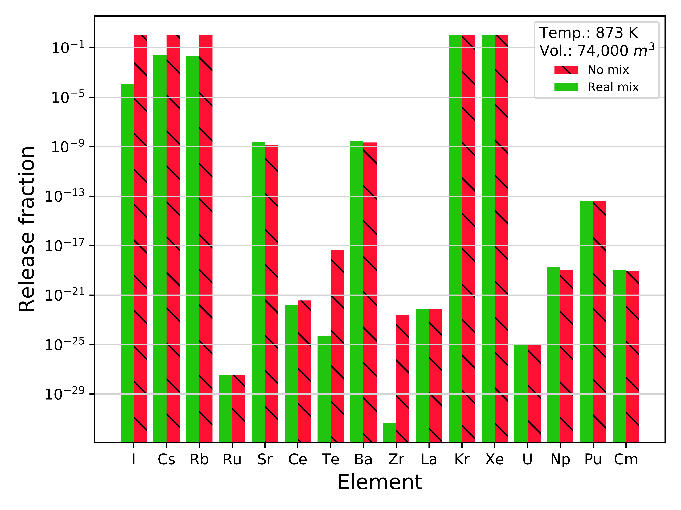 Temp.: 873 K
Vol.: 74,000 m³
No mix
Real mix
Release fraction
10⁻¹
10⁻⁵
10⁻⁹
10⁻¹³
10⁻¹⁷
10⁻²¹
10⁻²⁵
10⁻²⁹
I Cs Rb Ru Sr Ce Te Ba Zr La Kr Xe U Np Pu Cm
Element